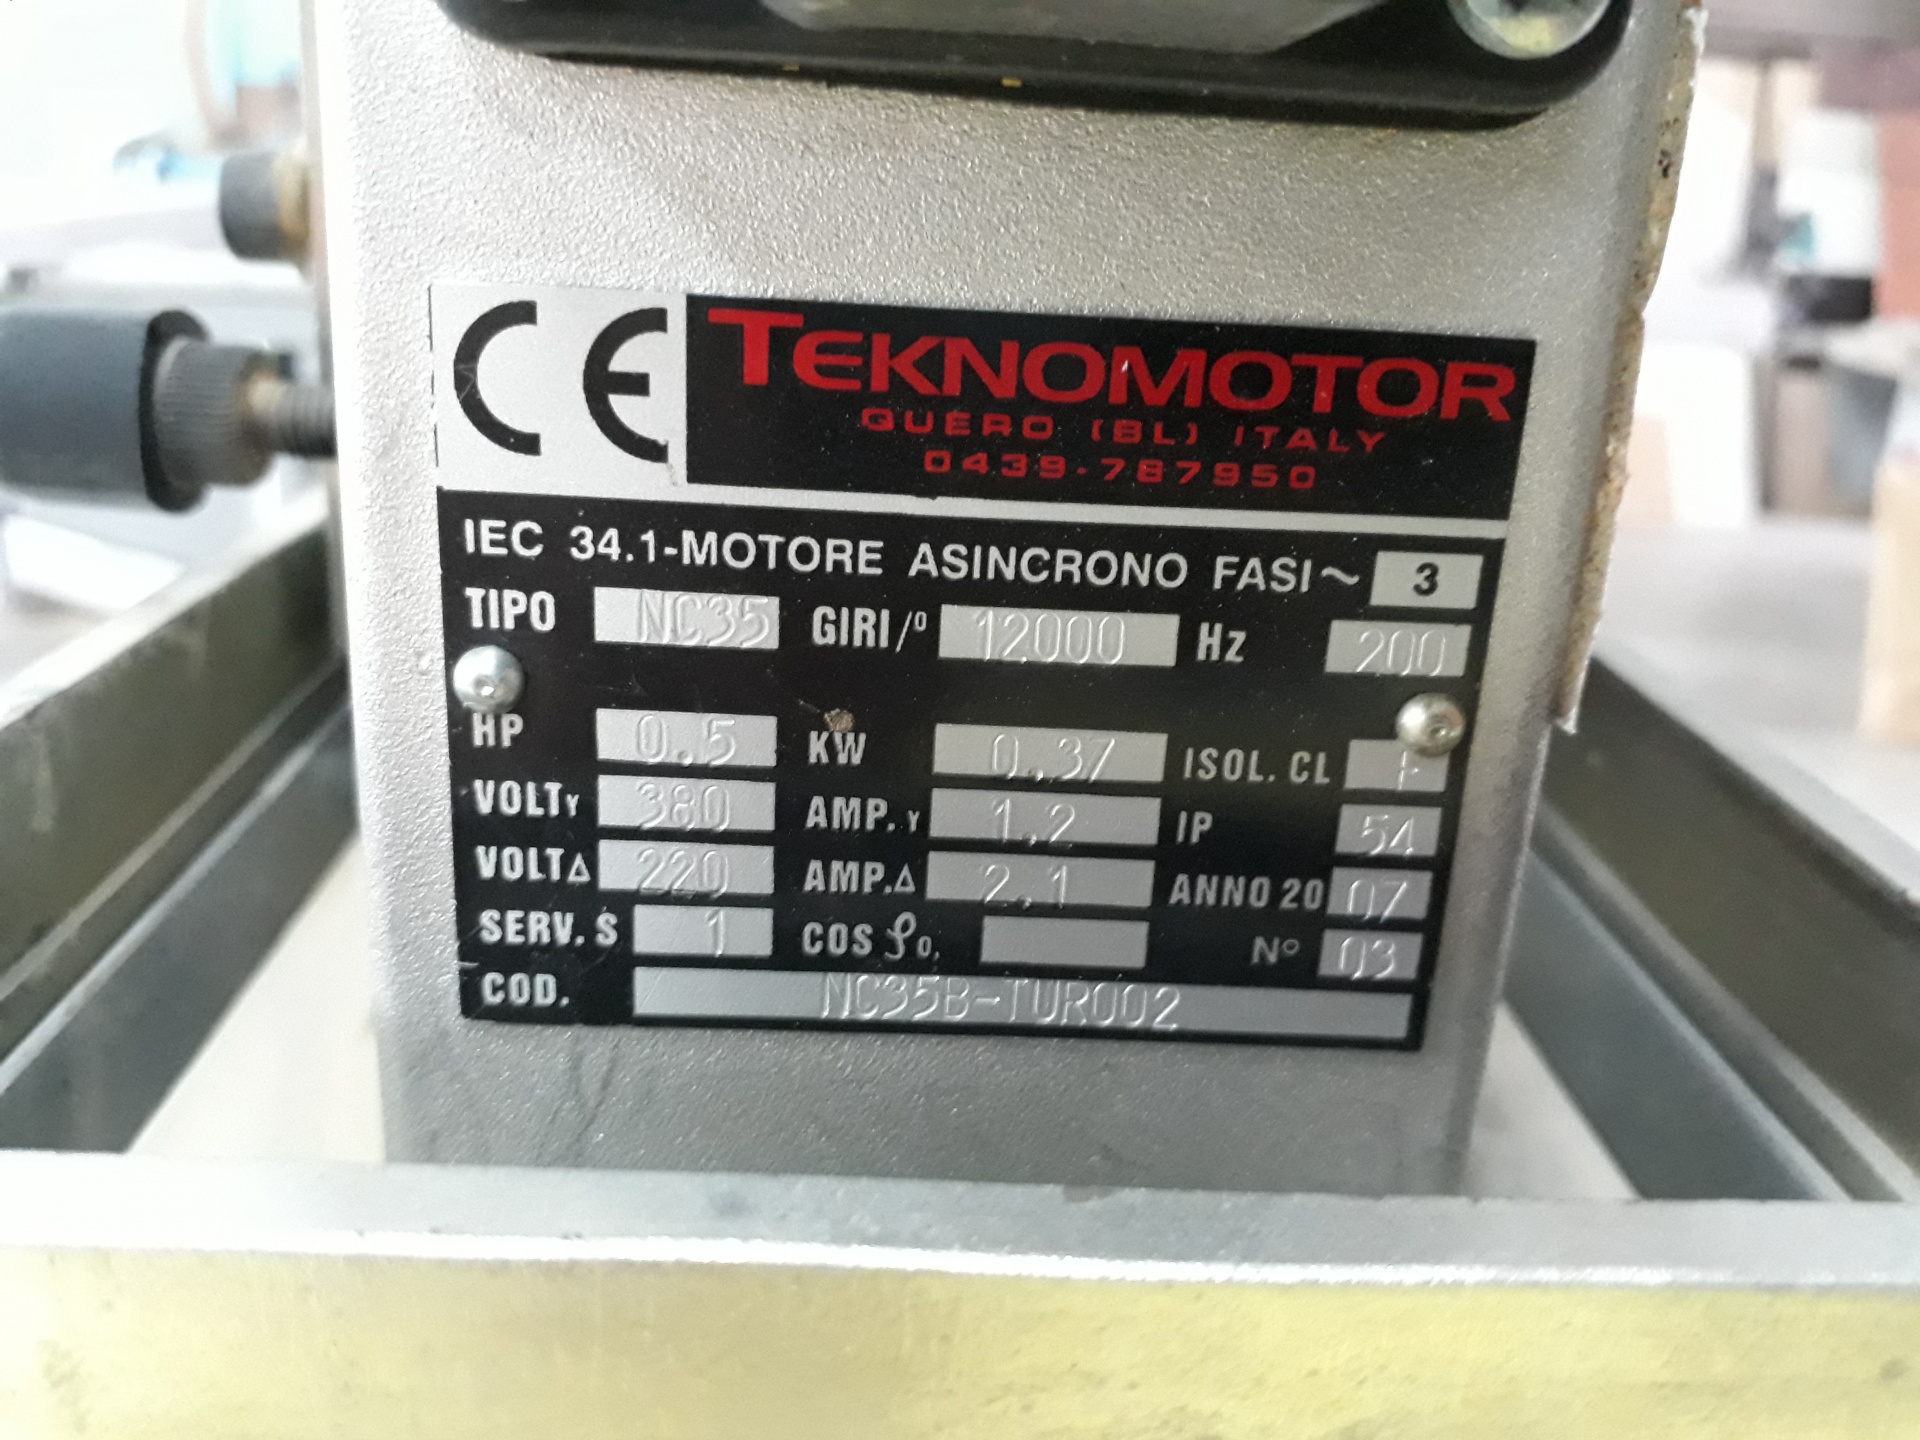 CE TEKNOMOTOR
QUERO (BL) ITALY
0439-787950
IEC 34.1-MOTORE ASINCRONO FASI~ 3
TIPO NC35 GIRI/º 12000 Hz 200
HP 0.5 KW 0.37 ISOL. CL F
VOLTY 380 AMP.Y 1.2 IP 54
VOLTΔ 220 AMP.Δ 2.1 ANNO 20 07
SERV. S 1 COS φ0, Nº 03
COD. NC35B-TUR002